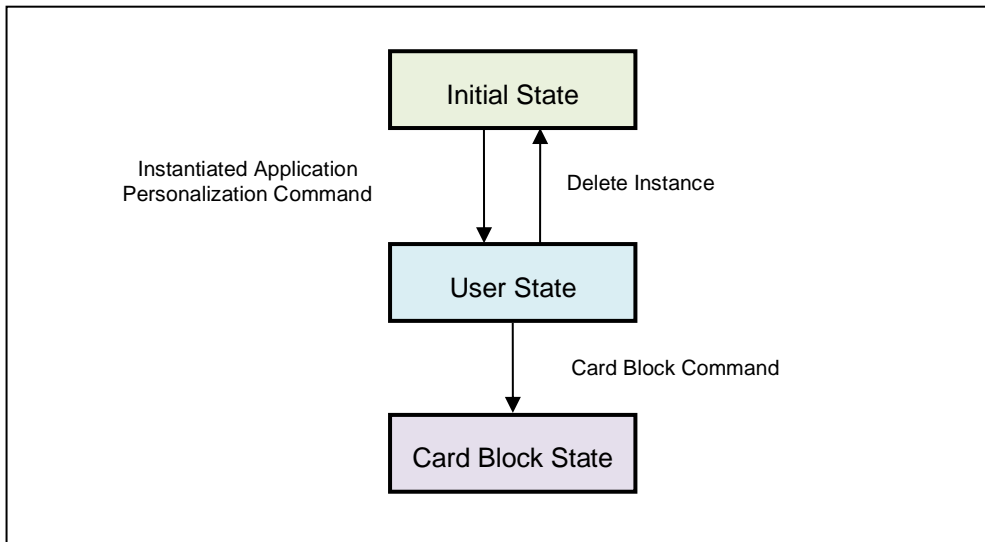 Initial State
Instantiated Application
Personalization Command
Delete Instance
User State
Card Block Command
Card Block State